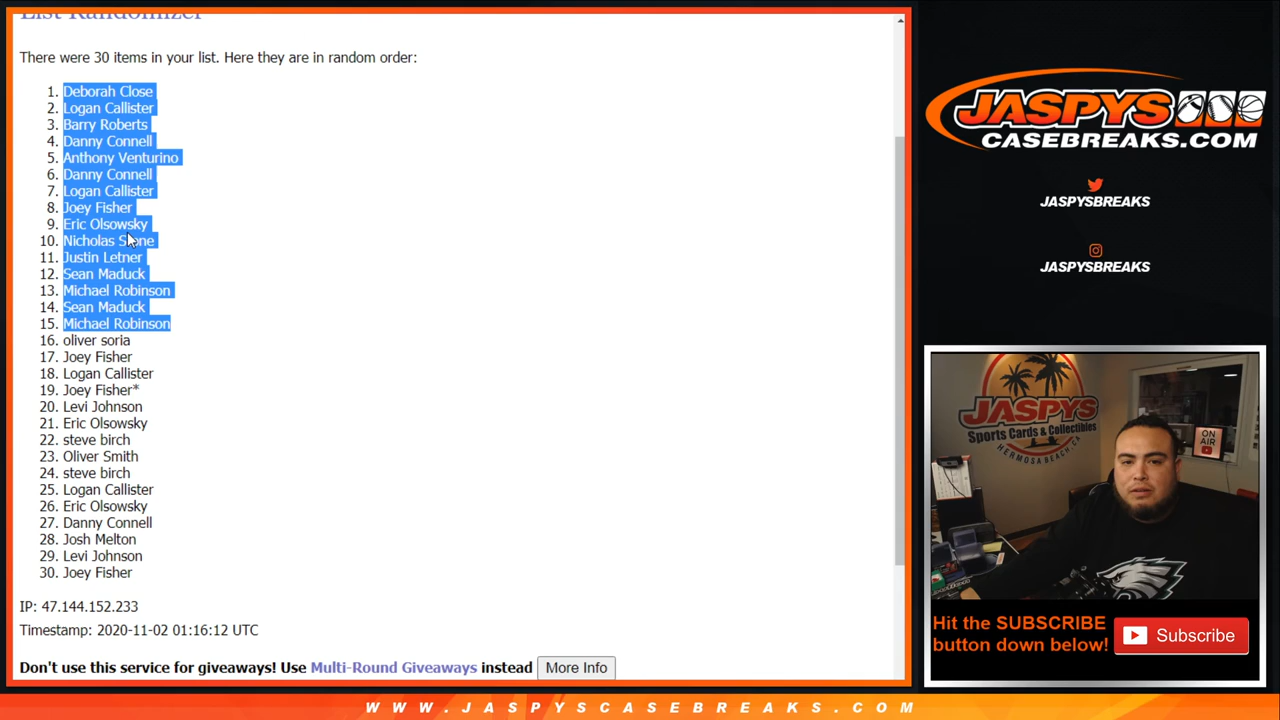 List Randomizer
There were 30 items in your list. Here they are in random order:
1. Deborah Close
2. Logan Callister
3. Barry Roberts
4. Danny Connell
5. Anthony Venturino
6. Danny Connell
7. Logan Callister
8. Joey Fisher
9. Eric Olsowsky
10. Nicholas Stone
11. Justin Letner
12. Sean Maduck
13. Michael Robinson
14. Sean Maduck
15. Michael Robinson
16. oliver soria
17. Joey Fisher
18. Logan Callister
19. Joey Fisher*
20. Levi Johnson
21. Eric Olsowsky
22. steve birch
23. Oliver Smith
24. steve birch
25. Logan Callister
26. Eric Olsowsky
27. Danny Connell
28. Josh Melton
29. Levi Johnson
30. Joey Fisher
IP: 47.144.152.233
Timestamp: 2020-11-02 01:16:12 UTC
Don't use this service for giveaways! Use Multi-Round Giveaways instead More Info
JASPYS
CASEBREAKS.COM
JASPYSBREAKS
JASPYSBREAKS
JASPYS
Sports Cards & Collectibles
HERMOSA BEACH, CA
ON
AIR
Hit the SUBSCRIBE
button down below!
Subscribe
WWW.JASPYSCASEBREAKS.COM